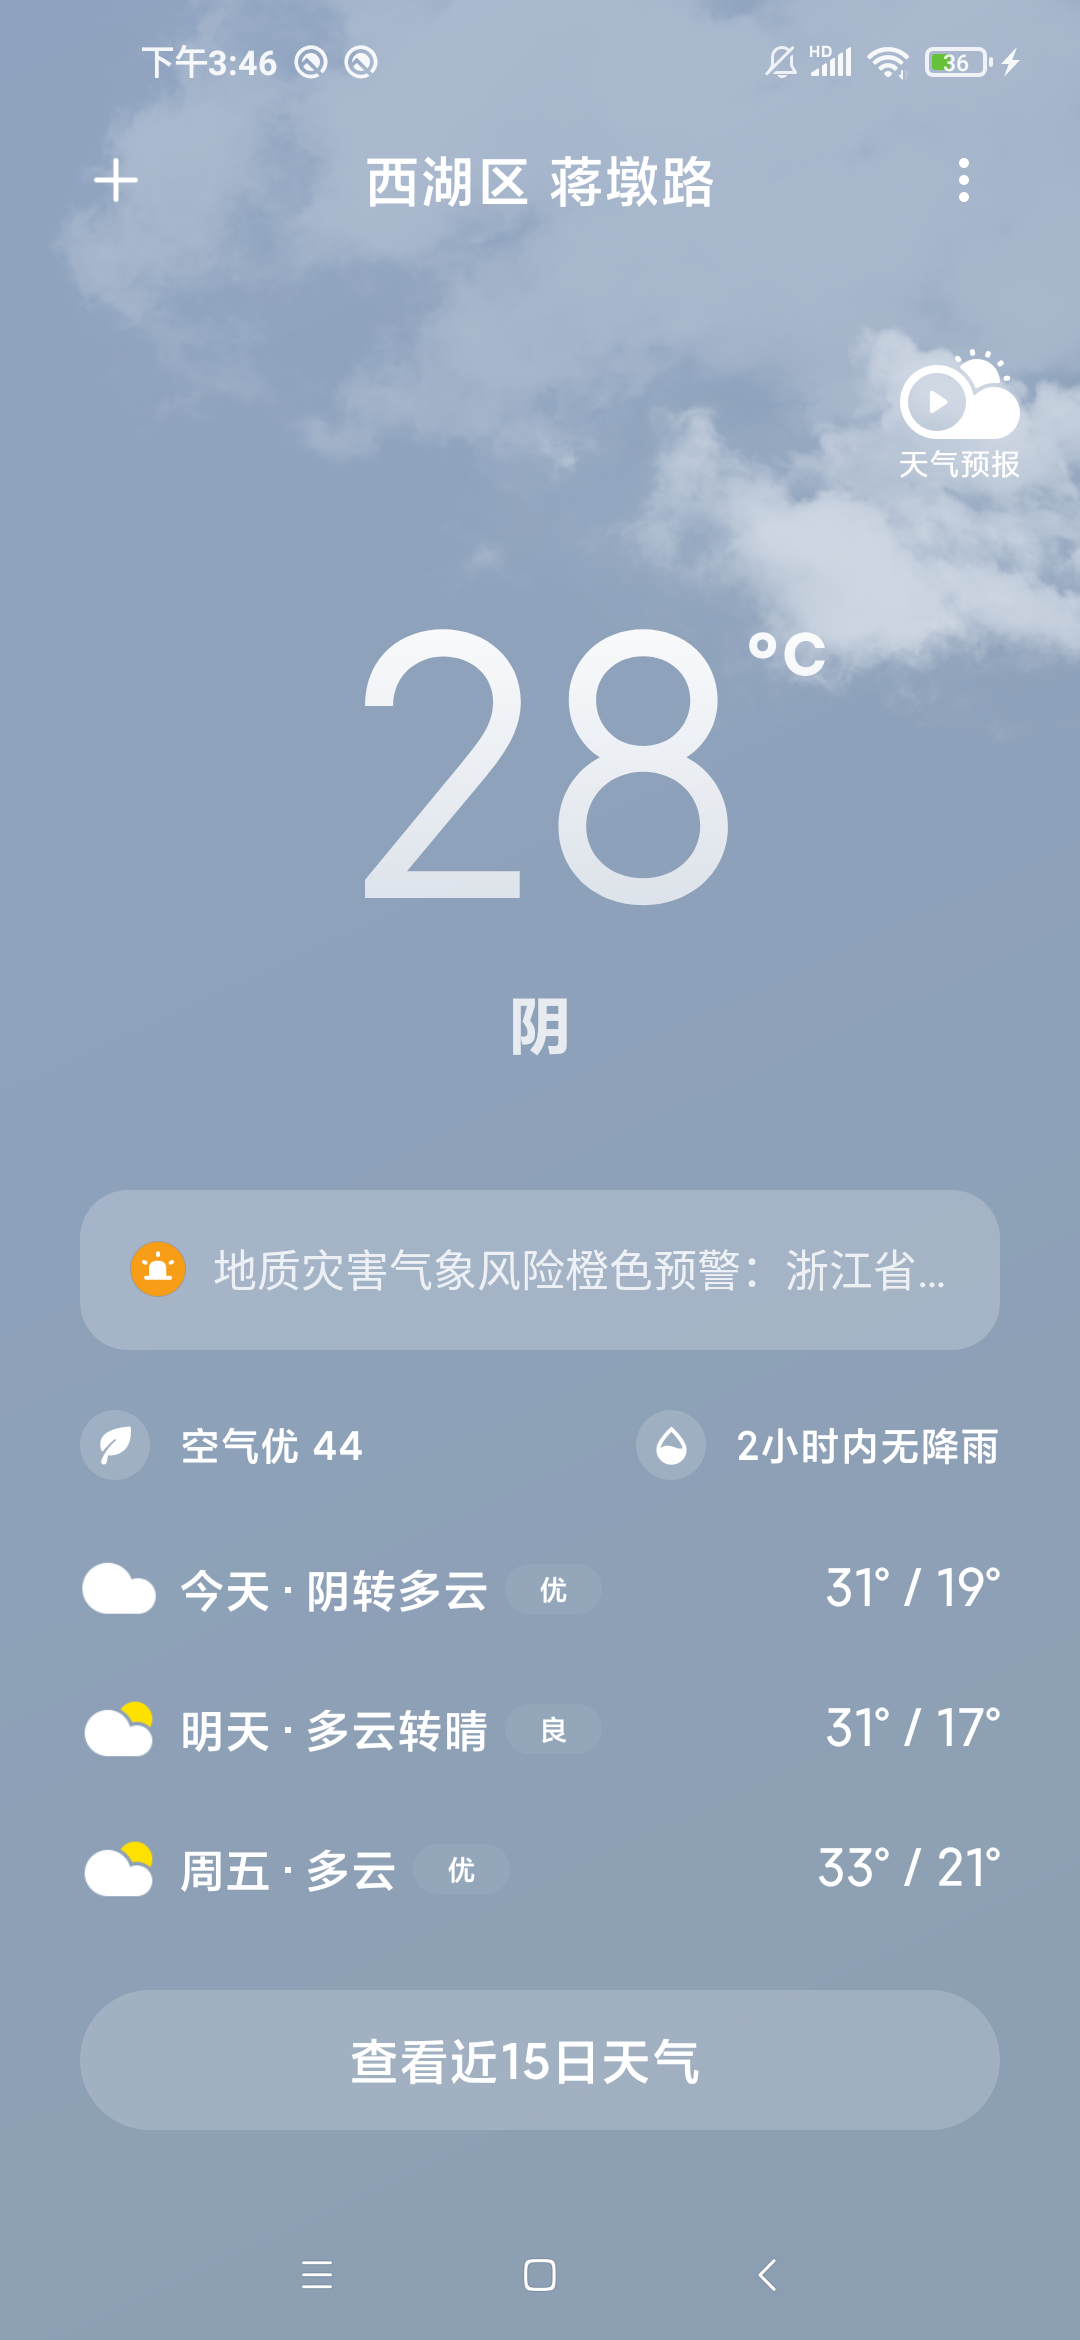 下午3:46
HD
36
西湖区 蒋墩路
天气预报
28°C
阴
地质灾害气象风险橙色预警：浙江省...
空气优 44
2小时内无降雨
今天 · 阴转多云 优 31° / 19°
明天 · 多云转晴 良 31° / 17°
周五 · 多云 优 33° / 21°
查看近15日天气